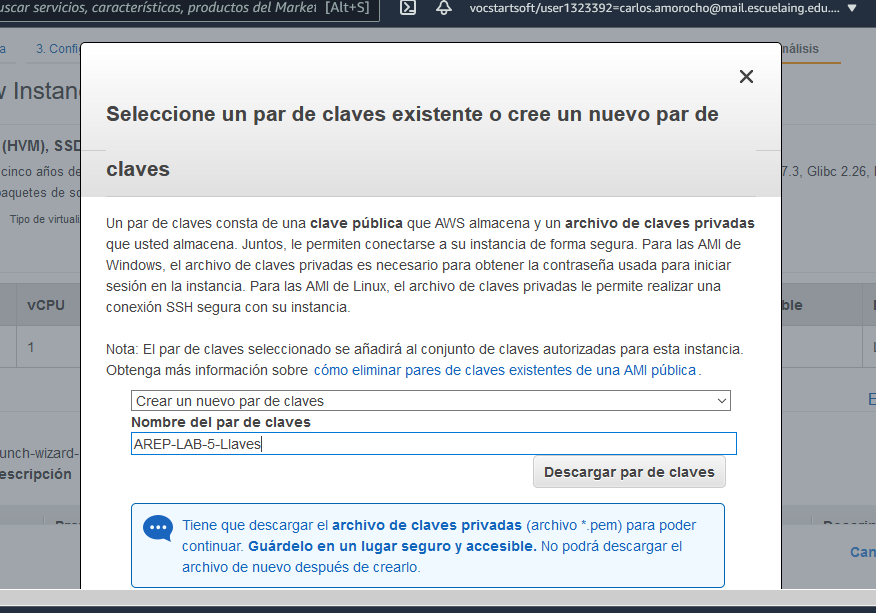 uscar servicios, características, productos del Market [Alt+S]
vocstartsoft/user1323392=carlos.amorocho@mail.escuelaing.edu....
a 3. Confi
nálisis
w Instan
Seleccione un par de claves existente o cree un nuevo par de
claves
(HVM), SSD
cinco años de
7.3, Glibc 2.26,
aquetes de so
Tipo de virtuali
Un par de claves consta de una clave pública que AWS almacena y un archivo de claves privadas
que usted almacena. Juntos, le permiten conectarse a su instancia de forma segura. Para las AMI de
Windows, el archivo de claves privadas es necesario para obtener la contraseña usada para iniciar
sesión en la instancia. Para las AMI de Linux, el archivo de claves privadas le permite realizar una
conexión SSH segura con su instancia.
vCPU
ble
1
Nota: El par de claves seleccionado se añadirá al conjunto de claves autorizadas para esta instancia.
Obtenga más información sobre cómo eliminar pares de claves existentes de una AMI pública.
Crear un nuevo par de claves
E
Nombre del par de claves
AREP-LAB-5-Llaves
unch-wizard-
escripción
Descargar par de claves
Tiene que descargar el archivo de claves privadas (archivo *.pem) para poder
continuar. Guárdelo en un lugar seguro y accesible. No podrá descargar el
archivo de nuevo después de crearlo.
Can